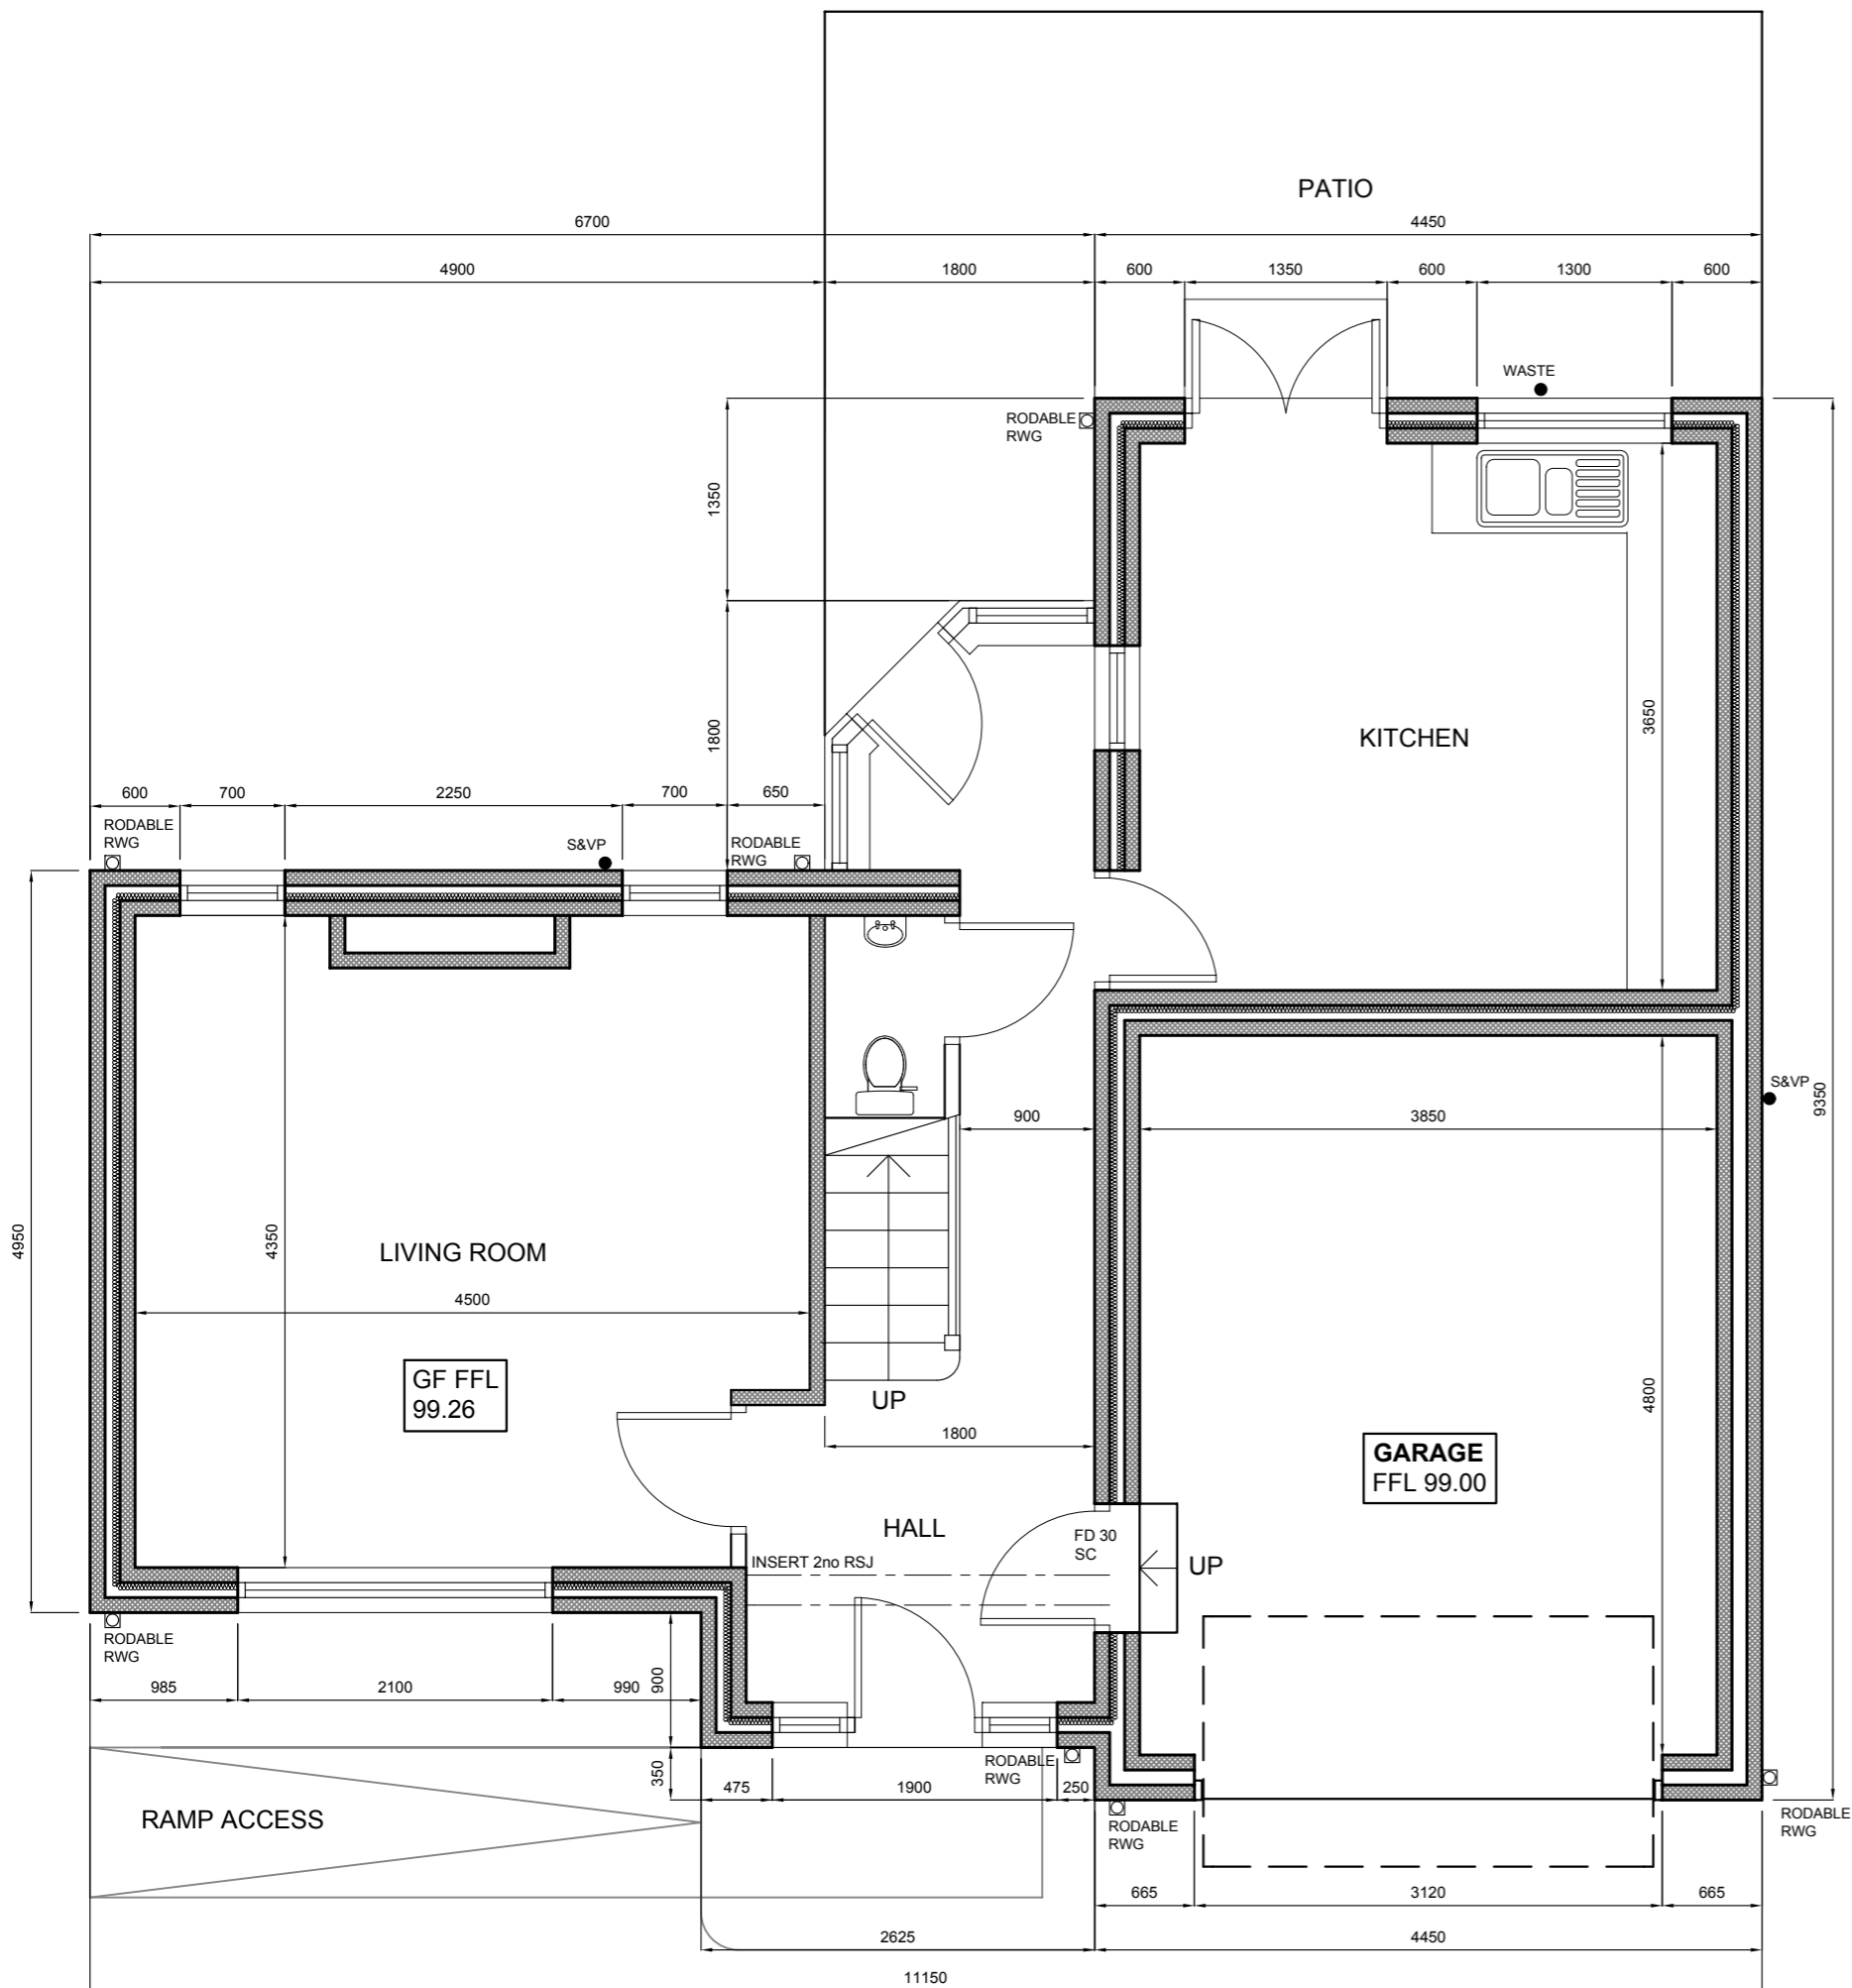 PATIO
6700
4450
4900
1800
600
1350
600
1300
600
WASTE
RODABLE
RWG
1350
1800
3650
KITCHEN
600
700
2250
700
650
RODABLE
RWG
S&VP
RODABLE
RWG
S&VP
9350
900
3850
4950
4350
LIVING ROOM
4500
GF FFL
99.26
UP
1800
4800
GARAGE
FFL 99.00
HALL
FD 30
SC
UP
INSERT 2no RSJ
RODABLE
RWG
985
2100
990
900
350
475
1900
250
RODABLE
RWG
RAMP ACCESS
RODABLE
RWG
RODABLE
RWG
665
3120
665
2625
4450
11150